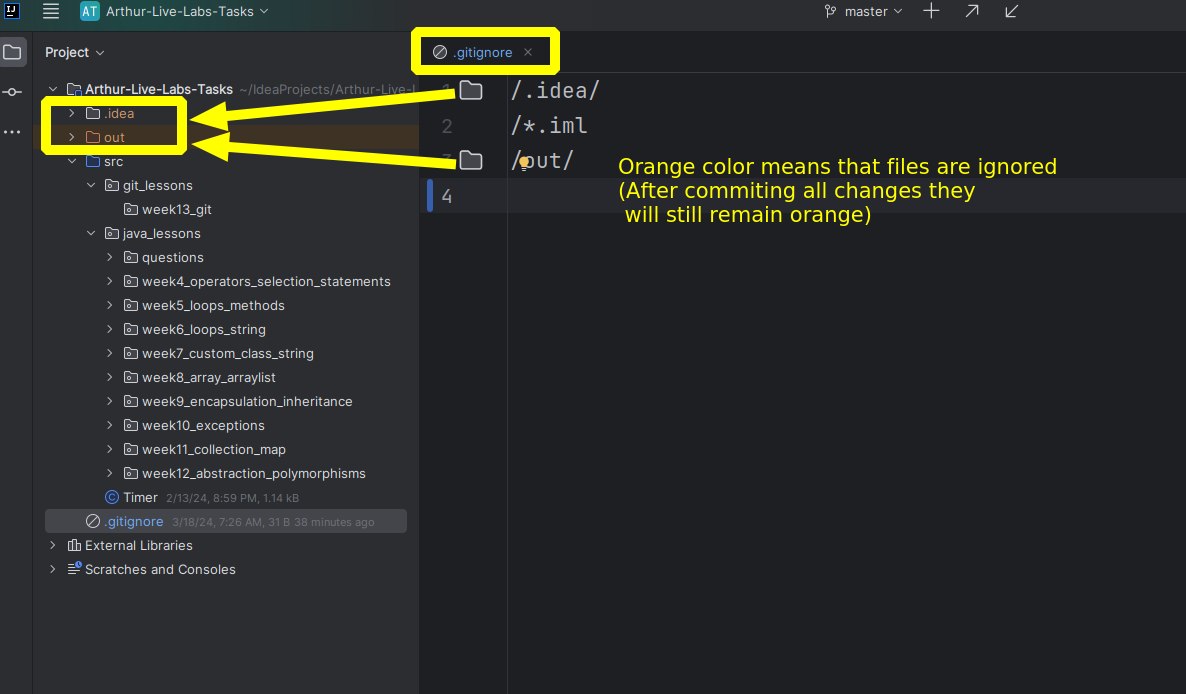 IJ
AT Arthur-Live-Labs-Tasks master
Project
.gitignore
Arthur-Live-Labs-Tasks ~/IdeaProjects/Arthur-Live-L
.idea
out
src
git_lessons
week13_git
java_lessons
questions
week4_operators_selection_statements
week5_loops_methods
week6_loops_string
week7_custom_class_string
week8_array_arraylist
week9_encapsulation_inheritance
week10_exceptions
week11_collection_map
week12_abstraction_polymorphisms
C Timer 2/13/24, 8:59 PM, 1.14 kB
.gitignore 3/18/24, 7:26 AM, 31 B 38 minutes ago
External Libraries
Scratches and Consoles
1 /.idea/
2 /*.iml
3 /out/
4
Orange color means that files are ignored
(After commiting all changes they
will still remain orange)